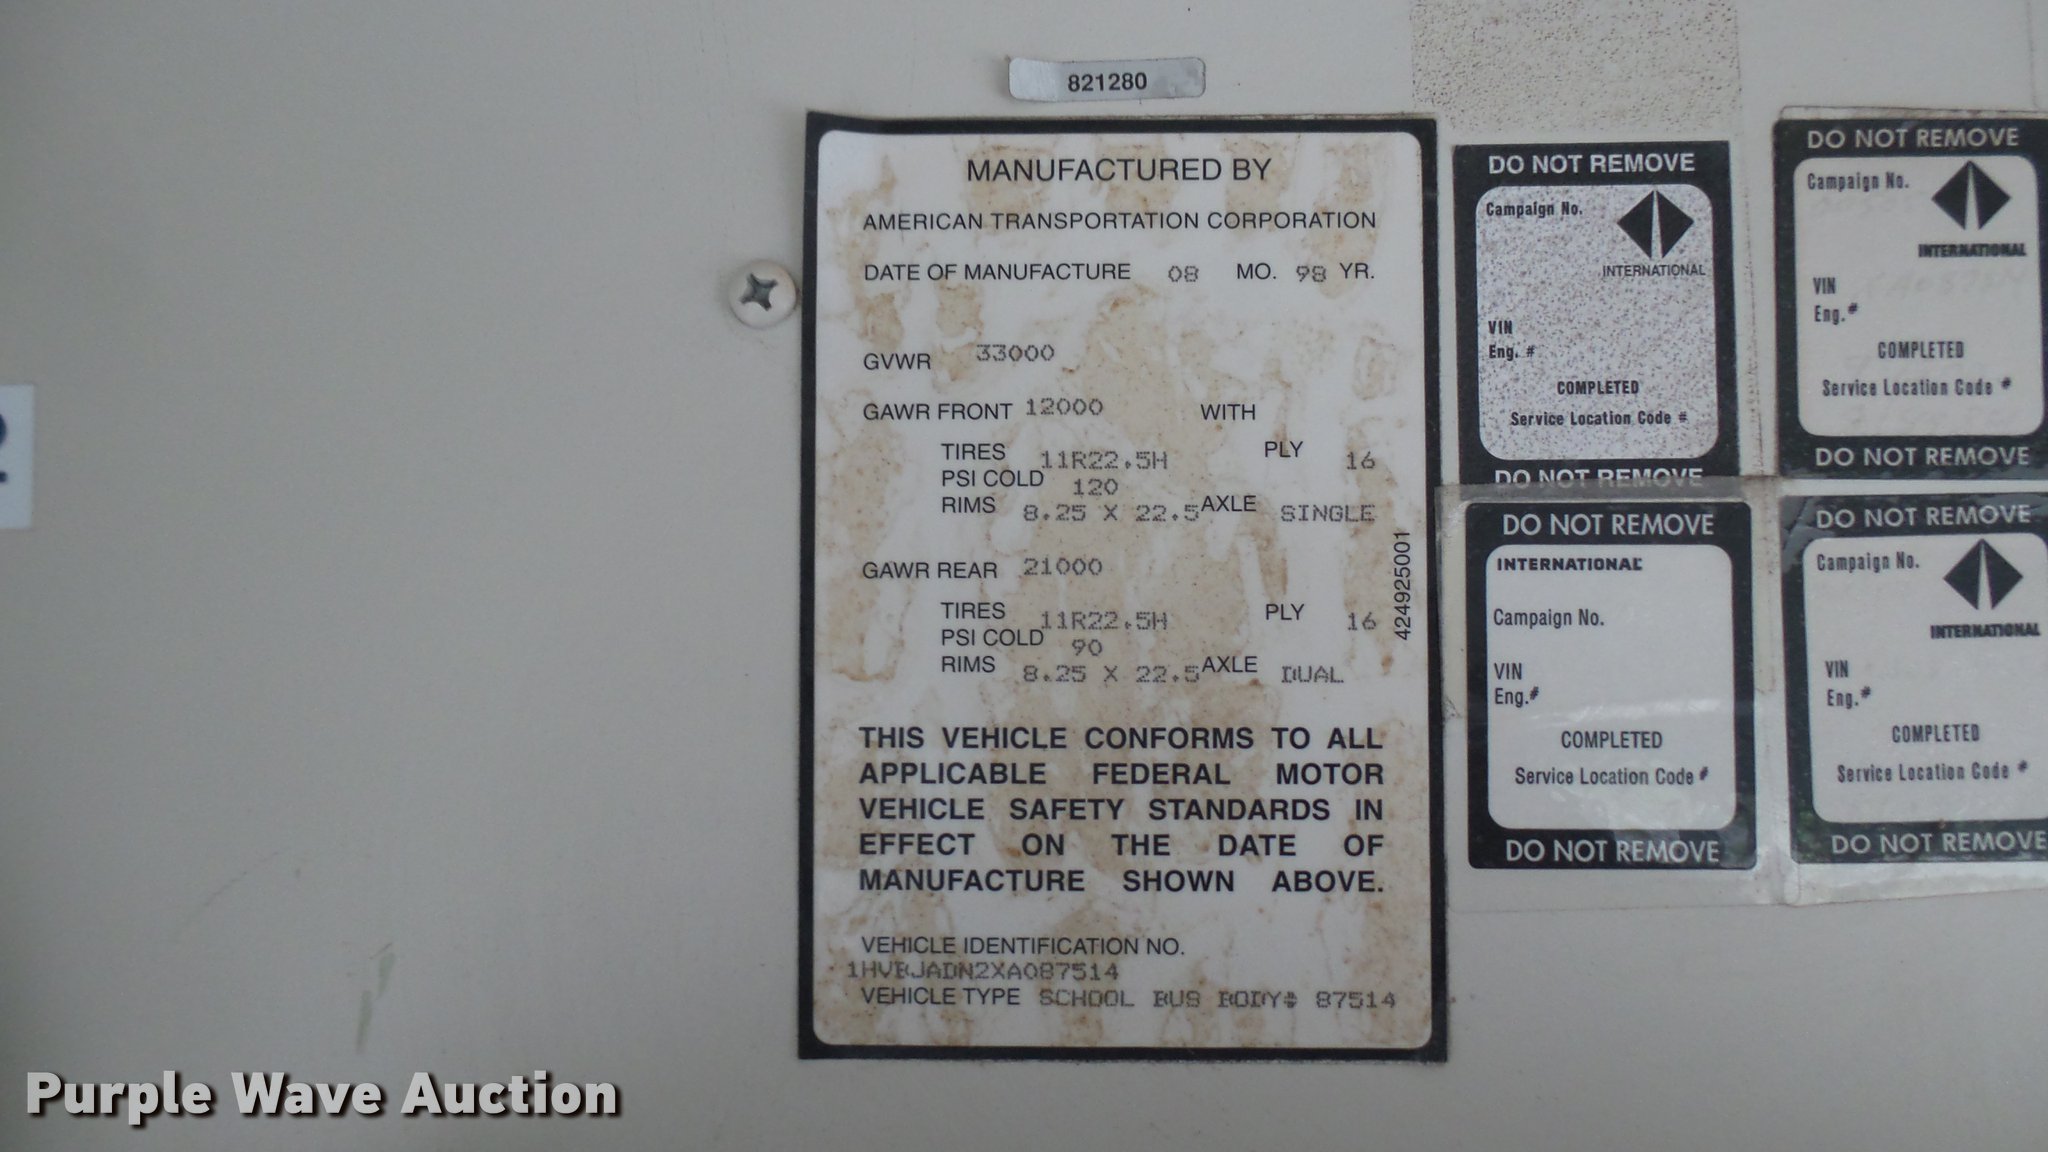 821280
MANUFACTURED BY
AMERICAN TRANSPORTATION CORPORATION
DATE OF MANUFACTURE 08 MO. 98 YR.
GVWR 33000
GAWR FRONT 12000 WITH
TIRES 11R22.5H PLY 16
PSI COLD 120
RIMS 8.25 X 22.5 AXLE SINGLE
GAWR REAR 21000
TIRES 11R22.5H PLY 16
PSI COLD 90
RIMS 8.25 X 22.5 AXLE DUAL
424925001
THIS VEHICLE CONFORMS TO ALL
APPLICABLE FEDERAL MOTOR
VEHICLE SAFETY STANDARDS IN
EFFECT ON THE DATE OF
MANUFACTURE SHOWN ABOVE.
VEHICLE IDENTIFICATION NO.
1HVBJADN2XA087514
VEHICLE TYPE SCHOOL BUS BODY# 87514
DO NOT REMOVE
Campaign No.
INTERNATIONAL
VIN
Eng. #
COMPLETED
Service Location Code #
DO NOT REMOVE
DO NOT REMOVE
Campaign No.
INTERNATIONAL
VIN
Eng.#
COMPLETED
Service Location Code #
DO NOT REMOVE
DO NOT REMOVE
INTERNATIONAL
Campaign No.
VIN
Eng.#
COMPLETED
Service Location Code #
DO NOT REMOVE
DO NOT REMOVE
Campaign No.
INTERNATIONAL
VIN
Eng.#
COMPLETED
Service Location Code #
DO NOT REMOVE
Purple Wave Auction